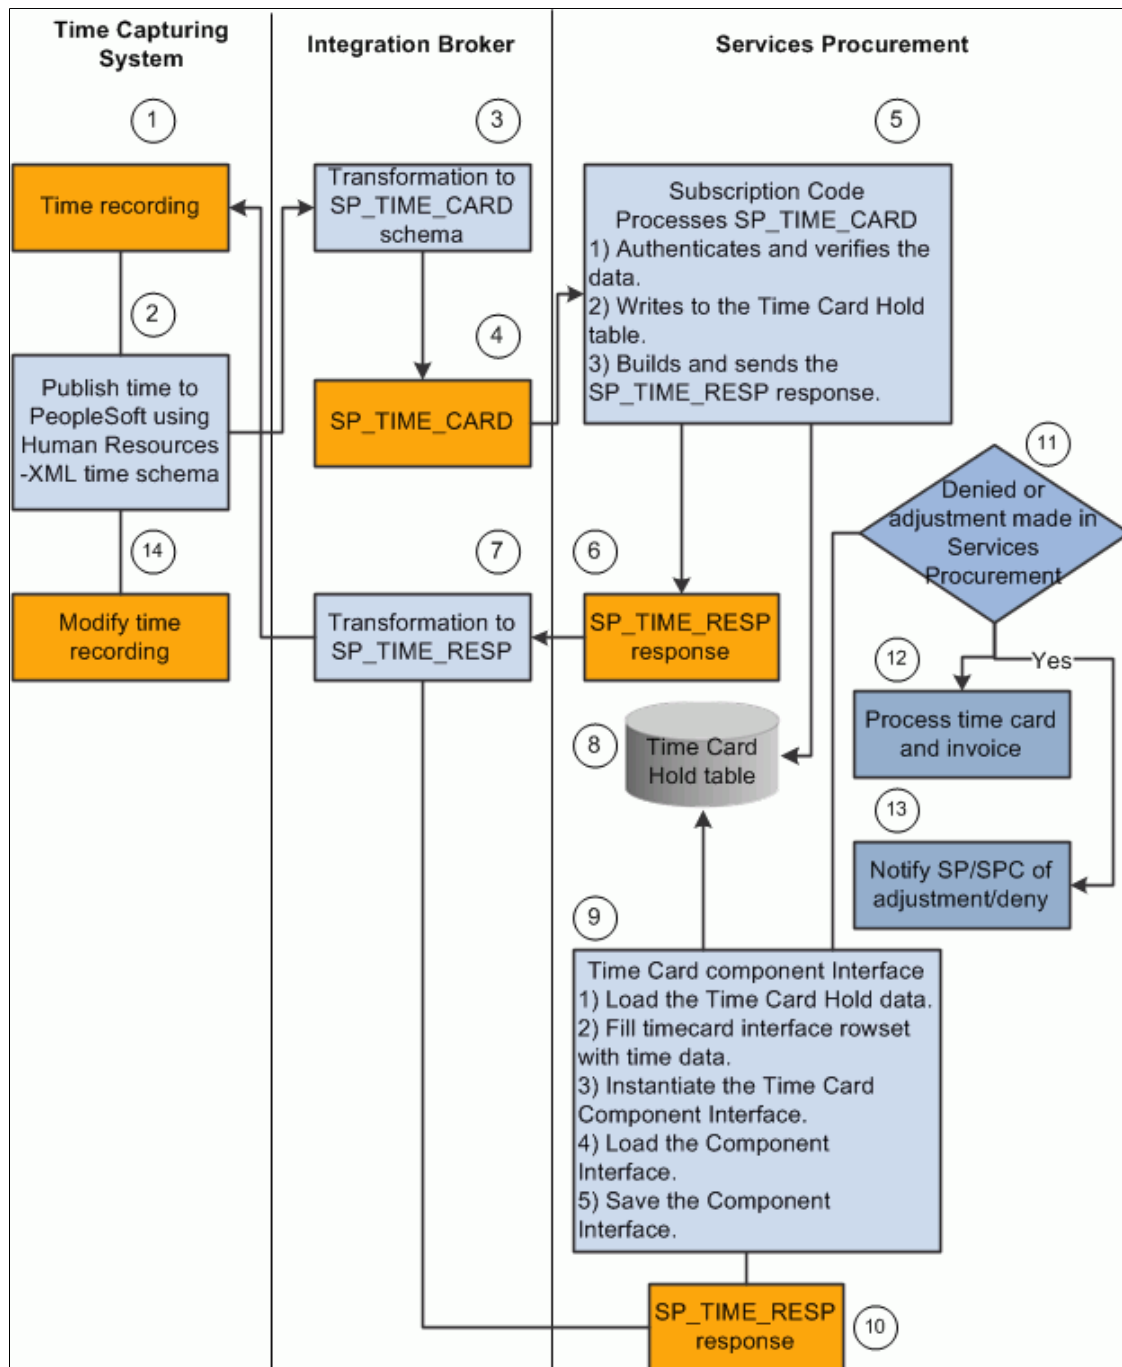 Time Capturing
System
Integration Broker
Services Procurement
1
3
5
Time recording
Transformation to
SP_TIME_CARD
schema
Subscription Code
Processes SP_TIME_CARD
1) Authenticates and verifies the
data.
2) Writes to the Time Card Hold
table.
3) Builds and sends the
SP_TIME_RESP response.
2
4
Publish time to
PeopleSoft using
Human Resources
-XML time schema
SP_TIME_CARD
11
Denied or
adjustment made in
Services
Procurement
14
7
6
Modify time
recording
Transformation to
SP_TIME_RESP
SP_TIME_RESP
response
12
Yes
Process time card
and invoice
8
Time Card
Hold table
13
Notify SP/SPC of
adjustment/deny
9
Time Card component Interface
1) Load the Time Card Hold data.
2) Fill timecard interface rowset
with time data.
3) Instantiate the Time Card
Component Interface.
4) Load the Component
Interface.
5) Save the Component
Interface.
SP_TIME_RESP
response
10